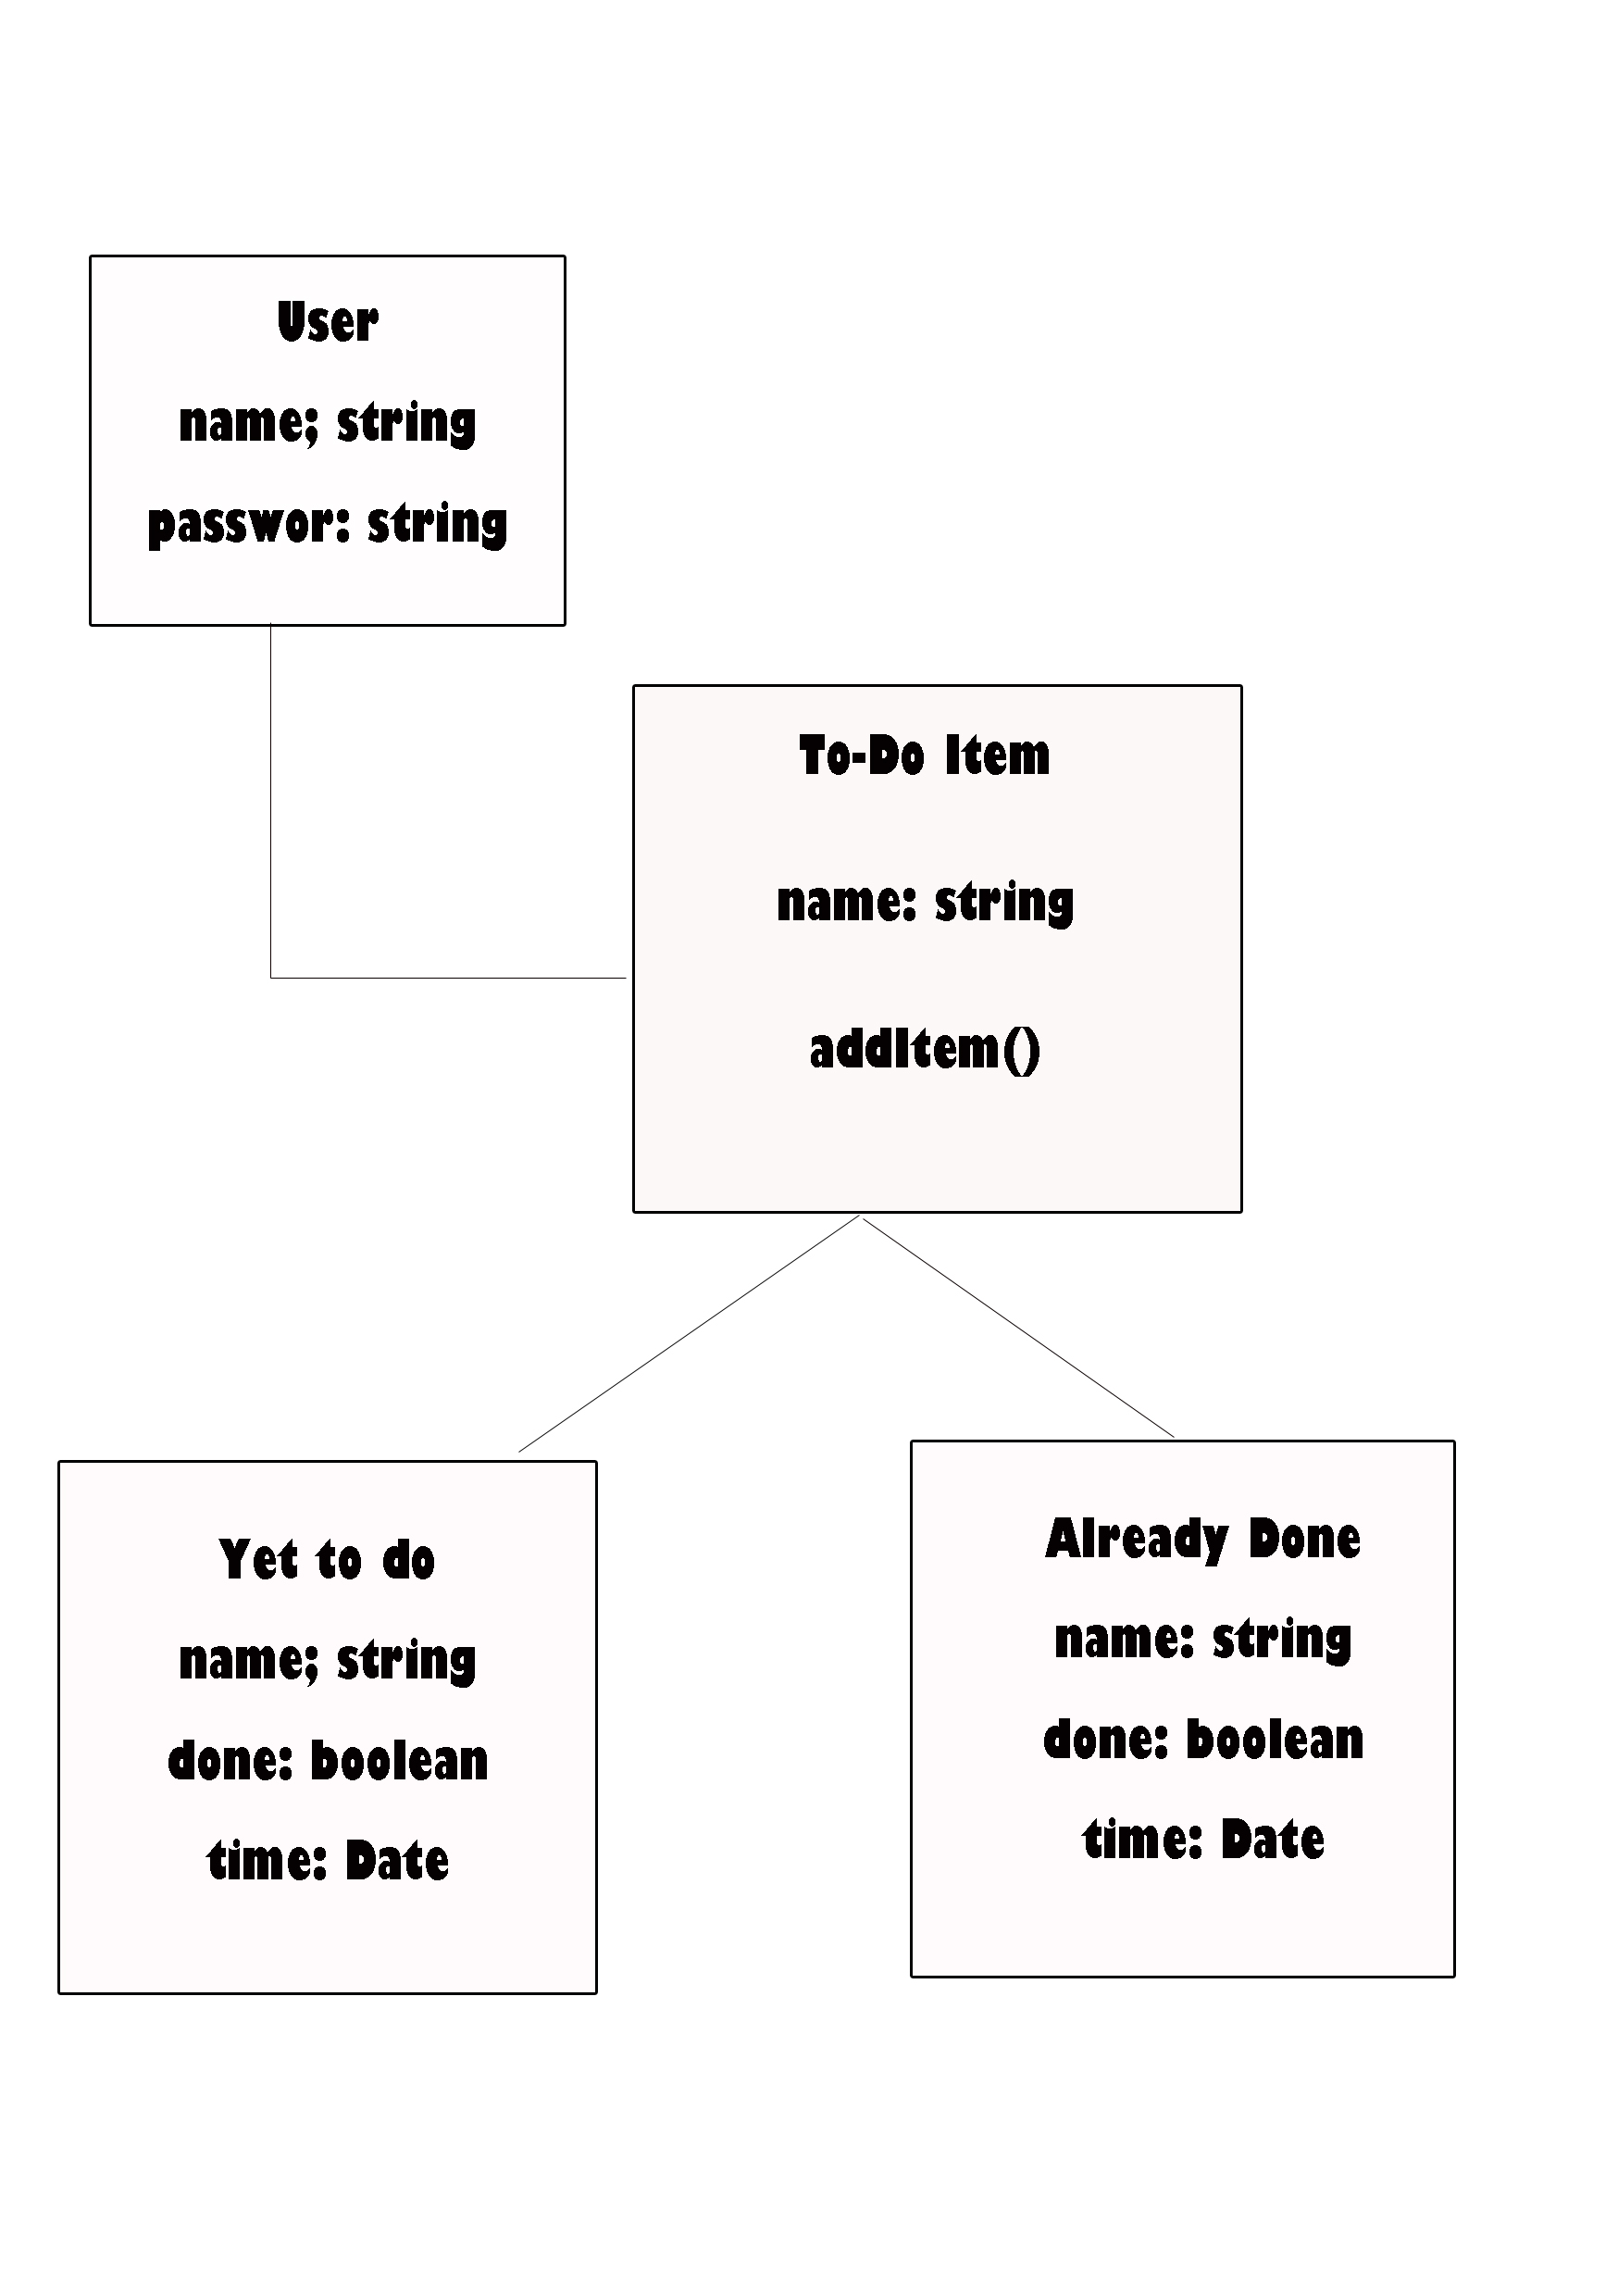 User
name; string
passwor: string
To-Do Item
name: string
addItem()
Yet to do
name; string
done: boolean
time: Date
Already Done
name: string
done: boolean
time: Date